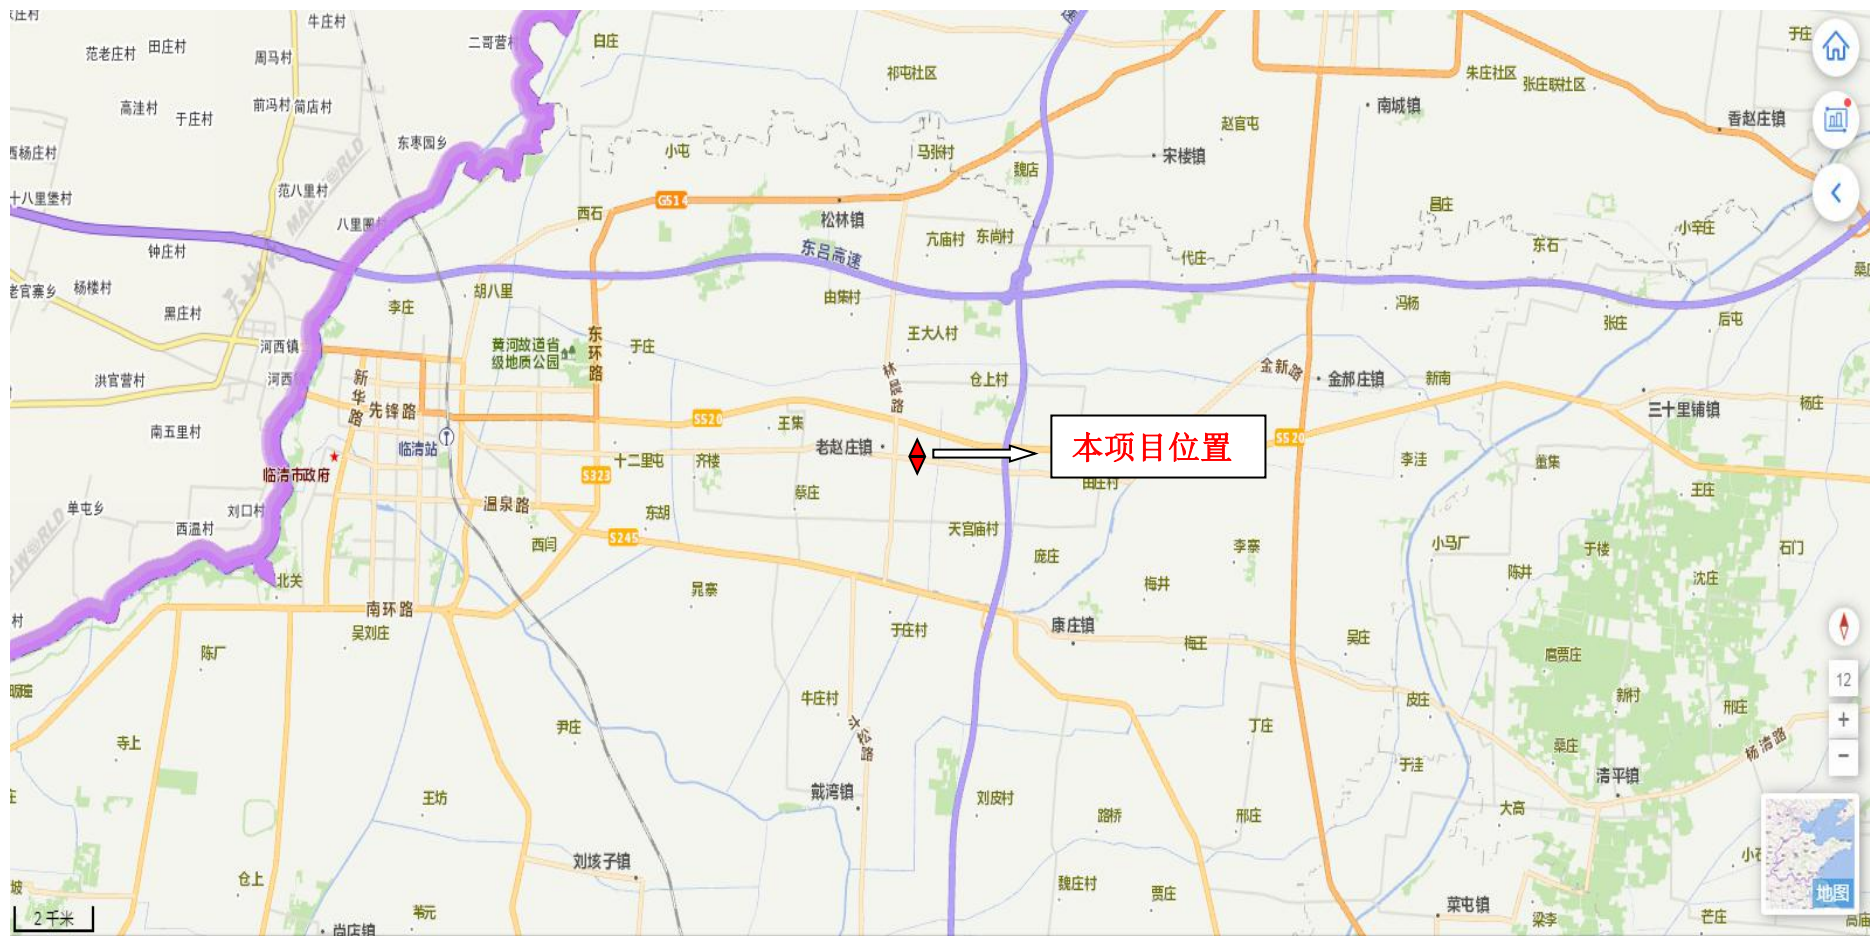 牛庄村
范老庄村
田庄村
周马村
二哥营村
白庄
祁屯社区
于庄
朱庄社区
张庄联社区
高洼村
于庄村
前冯村
简店村
南城镇
赵官屯
香赵庄镇
东枣园乡
小屯
马张村
魏店
宋楼镇
西杨庄村
十八里堡村
范八里村
八里圈村
西石
G514
松林镇
昌庄
亢庙村
东尚村
东石
小辛庄
钟庄村
东吕高速
代庄
老官寨乡
杨楼村
胡八里
由集村
冯杨
黑庄村
李庄
张庄
后屯
河西镇
黄河故道省
级地质公园
东环路
于庄
王大人村
洪官营村
河西镇
新华路
仓上村
金新路
金郝庄镇
新南
先锋路
S520
王集
三十里铺镇
杨庄
南五里村
临清站
老赵庄镇
本项目位置
S520
临清市政府
十二里屯
齐楼
李洼
董集
S323
田庄村
王庄
单屯乡
刘口村
温泉路
蔡庄
东胡
西温村
天宫庙村
S245
西闫
庞庄
李寨
小马厂
于楼
石门
北关
晁寨
梅井
陈井
沈庄
南环路
吴刘庄
于庄村
康庄镇
梅王
吴庄
陈厂
扈贾庄
12
牛庄村
皮庄
新村
邢庄
尹庄
丁庄
寺上
桑庄
杨清路
于洼
清平镇
戴湾镇
刘皮村
王坊
路桥
邢庄
大高
刘垓子镇
仓上
魏庄村
贾庄
地图
2 千米
菜屯镇
芒庄
梁李
尚店镇